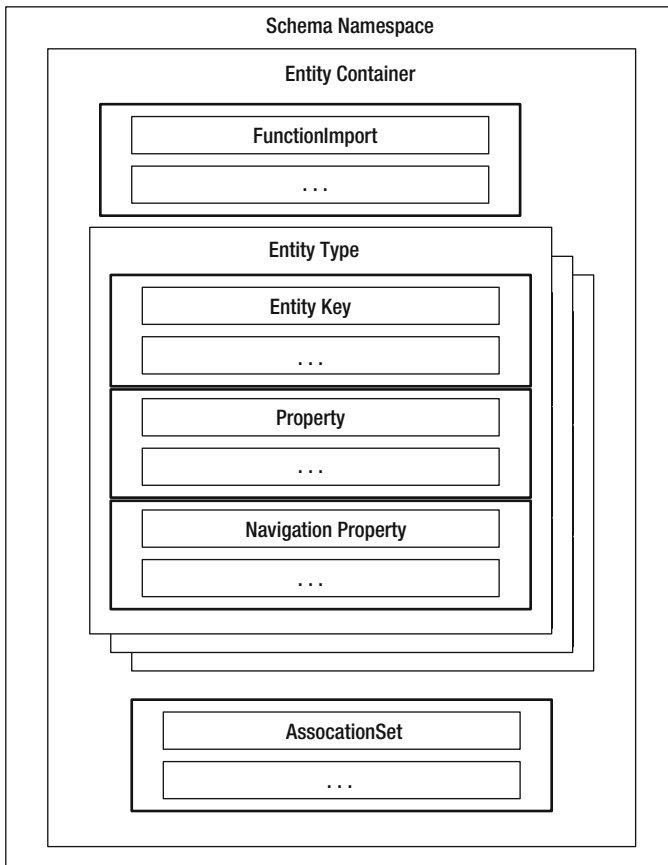 Schema Namespace
Entity Container
FunctionImport
. . .
Entity Type
Entity Key
. . .
Property
. . .
Navigation Property
. . .
AssocationSet
. . .